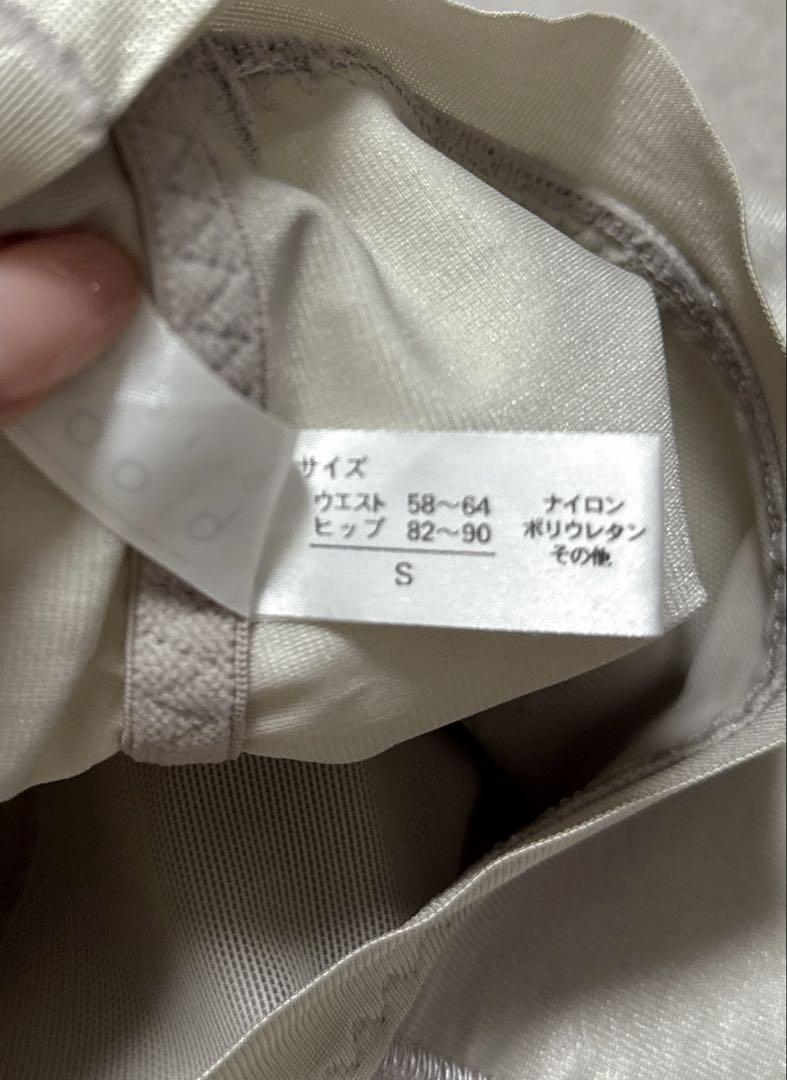 サイズ
ウエスト 58～64
ヒップ 82～90
S
ナイロン
ポリウレタン
その他